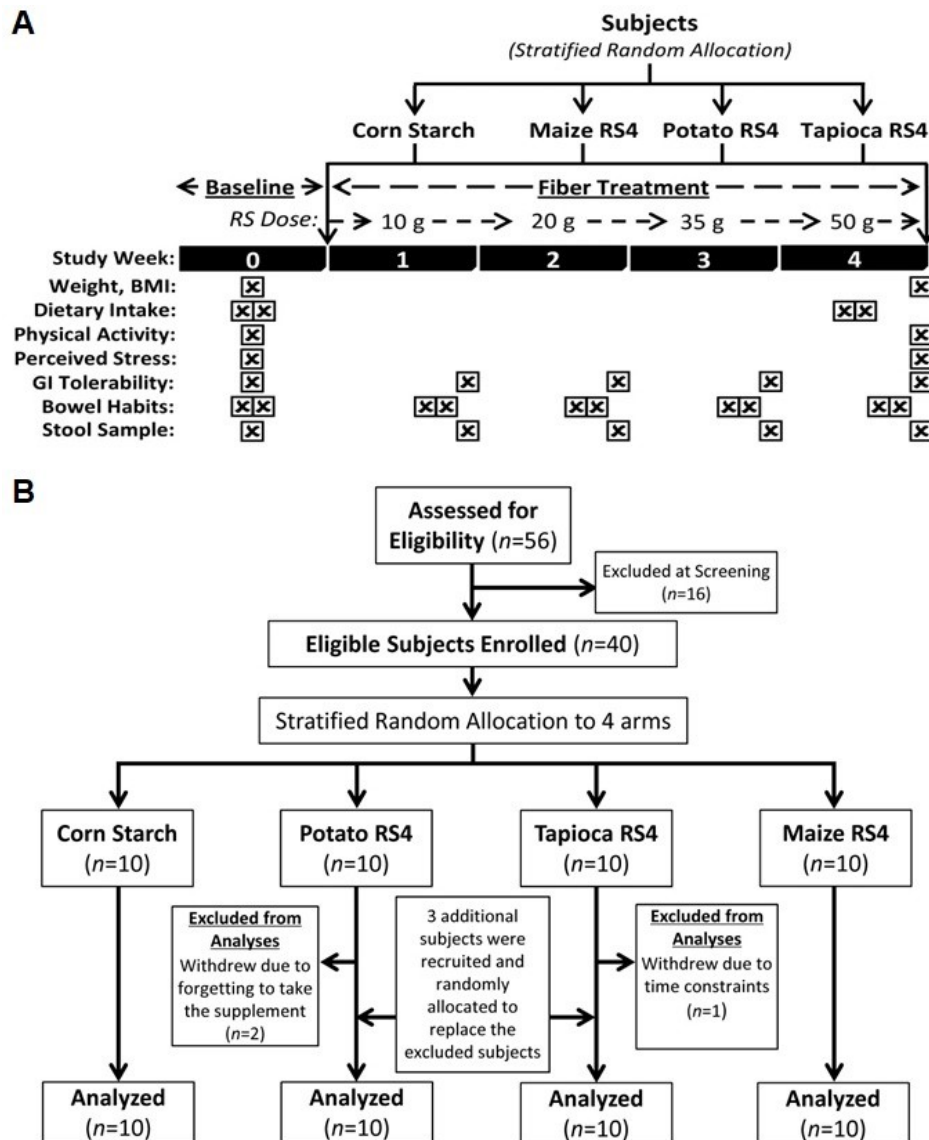 A
Subjects
(Stratified Random Allocation)
Corn Starch Maize RS4 Potato RS4 Tapioca RS4
Baseline Fiber Treatment
RS Dose: 10 g 20 g 35 g 50 g
Study Week: 0 1 2 3 4
Weight, BMI:
Dietary Intake:
Physical Activity:
Perceived Stress:
GI Tolerability:
Bowel Habits:
Stool Sample:
B
Assessed for
Eligibility (n=56)
Excluded at Screening
(n=16)
Eligible Subjects Enrolled (n=40)
Stratified Random Allocation to 4 arms
Corn Starch
(n=10)
Potato RS4
(n=10)
Tapioca RS4
(n=10)
Maize RS4
(n=10)
Excluded from
Analyses
Withdrew due to
forgetting to take
the supplement
(n=2)
3 additional
subjects were
recruited and
randomly
allocated to
replace the
excluded subjects
Excluded from
Analyses
Withdrew due to
time constraints
(n=1)
Analyzed
(n=10)
Analyzed
(n=10)
Analyzed
(n=10)
Analyzed
(n=10)